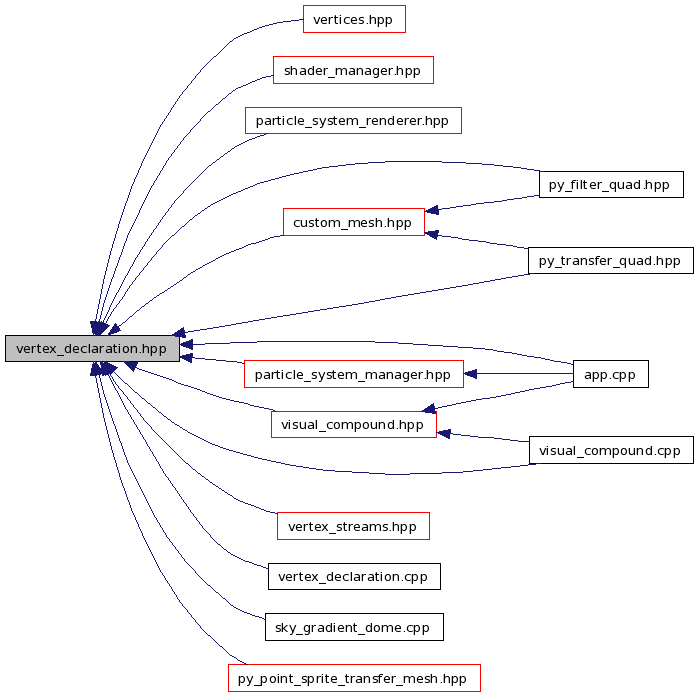 vertices.hpp
shader_manager.hpp
particle_system_renderer.hpp
py_filter_quad.hpp
custom_mesh.hpp
py_transfer_quad.hpp
vertex_declaration.hpp
particle_system_manager.hpp
app.cpp
visual_compound.hpp
visual_compound.cpp
vertex_streams.hpp
vertex_declaration.cpp
sky_gradient_dome.cpp
py_point_sprite_transfer_mesh.hpp